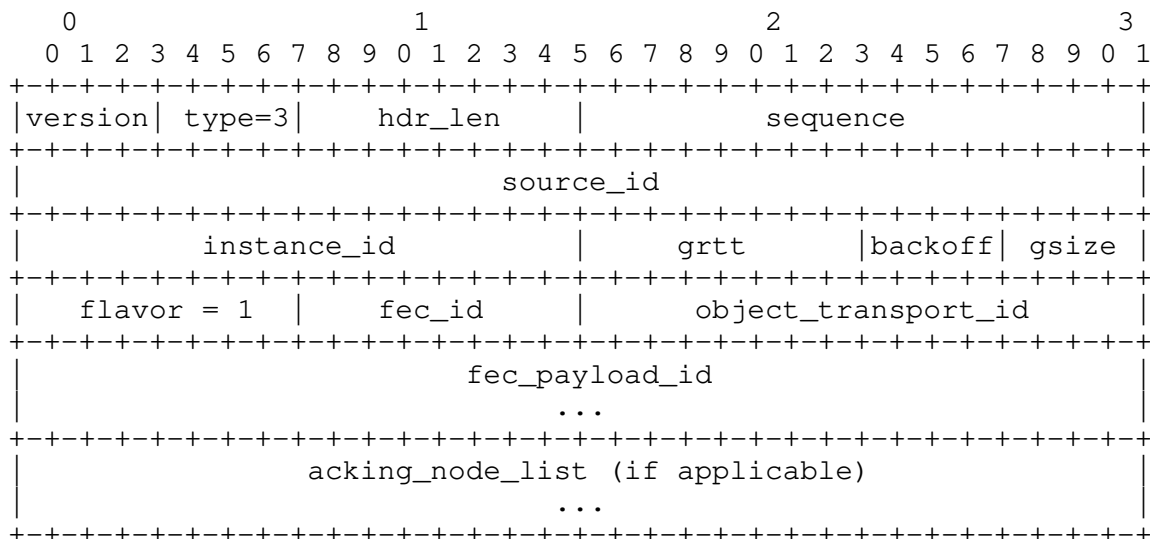 0                   1                   2                   3
    0 1 2 3 4 5 6 7 8 9 0 1 2 3 4 5 6 7 8 9 0 1 2 3 4 5 6 7 8 9 0 1
   +-+-+-+-+-+-+-+-+-+-+-+-+-+-+-+-+-+-+-+-+-+-+-+-+-+-+-+-+-+-+-+-+
   |version| type=3|    hdr_len    |          sequence             |
   +-+-+-+-+-+-+-+-+-+-+-+-+-+-+-+-+-+-+-+-+-+-+-+-+-+-+-+-+-+-+-+-+
   |                           source_id                           |
   +-+-+-+-+-+-+-+-+-+-+-+-+-+-+-+-+-+-+-+-+-+-+-+-+-+-+-+-+-+-+-+-+
   |          instance_id          |     grtt      |backoff| gsize |
   +-+-+-+-+-+-+-+-+-+-+-+-+-+-+-+-+-+-+-+-+-+-+-+-+-+-+-+-+-+-+-+-+
   |   flavor = 1  |    fec_id     |      object_transport_id      |
   +-+-+-+-+-+-+-+-+-+-+-+-+-+-+-+-+-+-+-+-+-+-+-+-+-+-+-+-+-+-+-+-+
   |                         fec_payload_id                        |
   |                              ...                              |
   +-+-+-+-+-+-+-+-+-+-+-+-+-+-+-+-+-+-+-+-+-+-+-+-+-+-+-+-+-+-+-+-+
   |                acking_node_list (if applicable)               |
   |                              ...                              |
   +-+-+-+-+-+-+-+-+-+-+-+-+-+-+-+-+-+-+-+-+-+-+-+-+-+-+-+-+-+-+-+-+